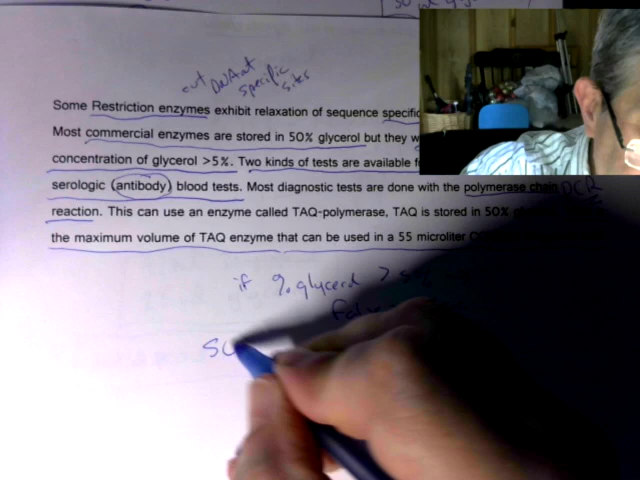 50
cut DNA at specific sites
Some Restriction enzymes exhibit relaxation of sequence specific
Most commercial enzymes are stored in 50% glycerol but they w
concentration of glycerol >5%. Two kinds of tests are available f
serologic (antibody) blood tests. Most diagnostic tests are done with the polymerase chain PCR
reaction. This can use an enzyme called TAQ-polymerase, TAQ is stored in 50%
the maximum volume of TAQ enzyme that can be used in a 55 microliter
if % glycerol >
50